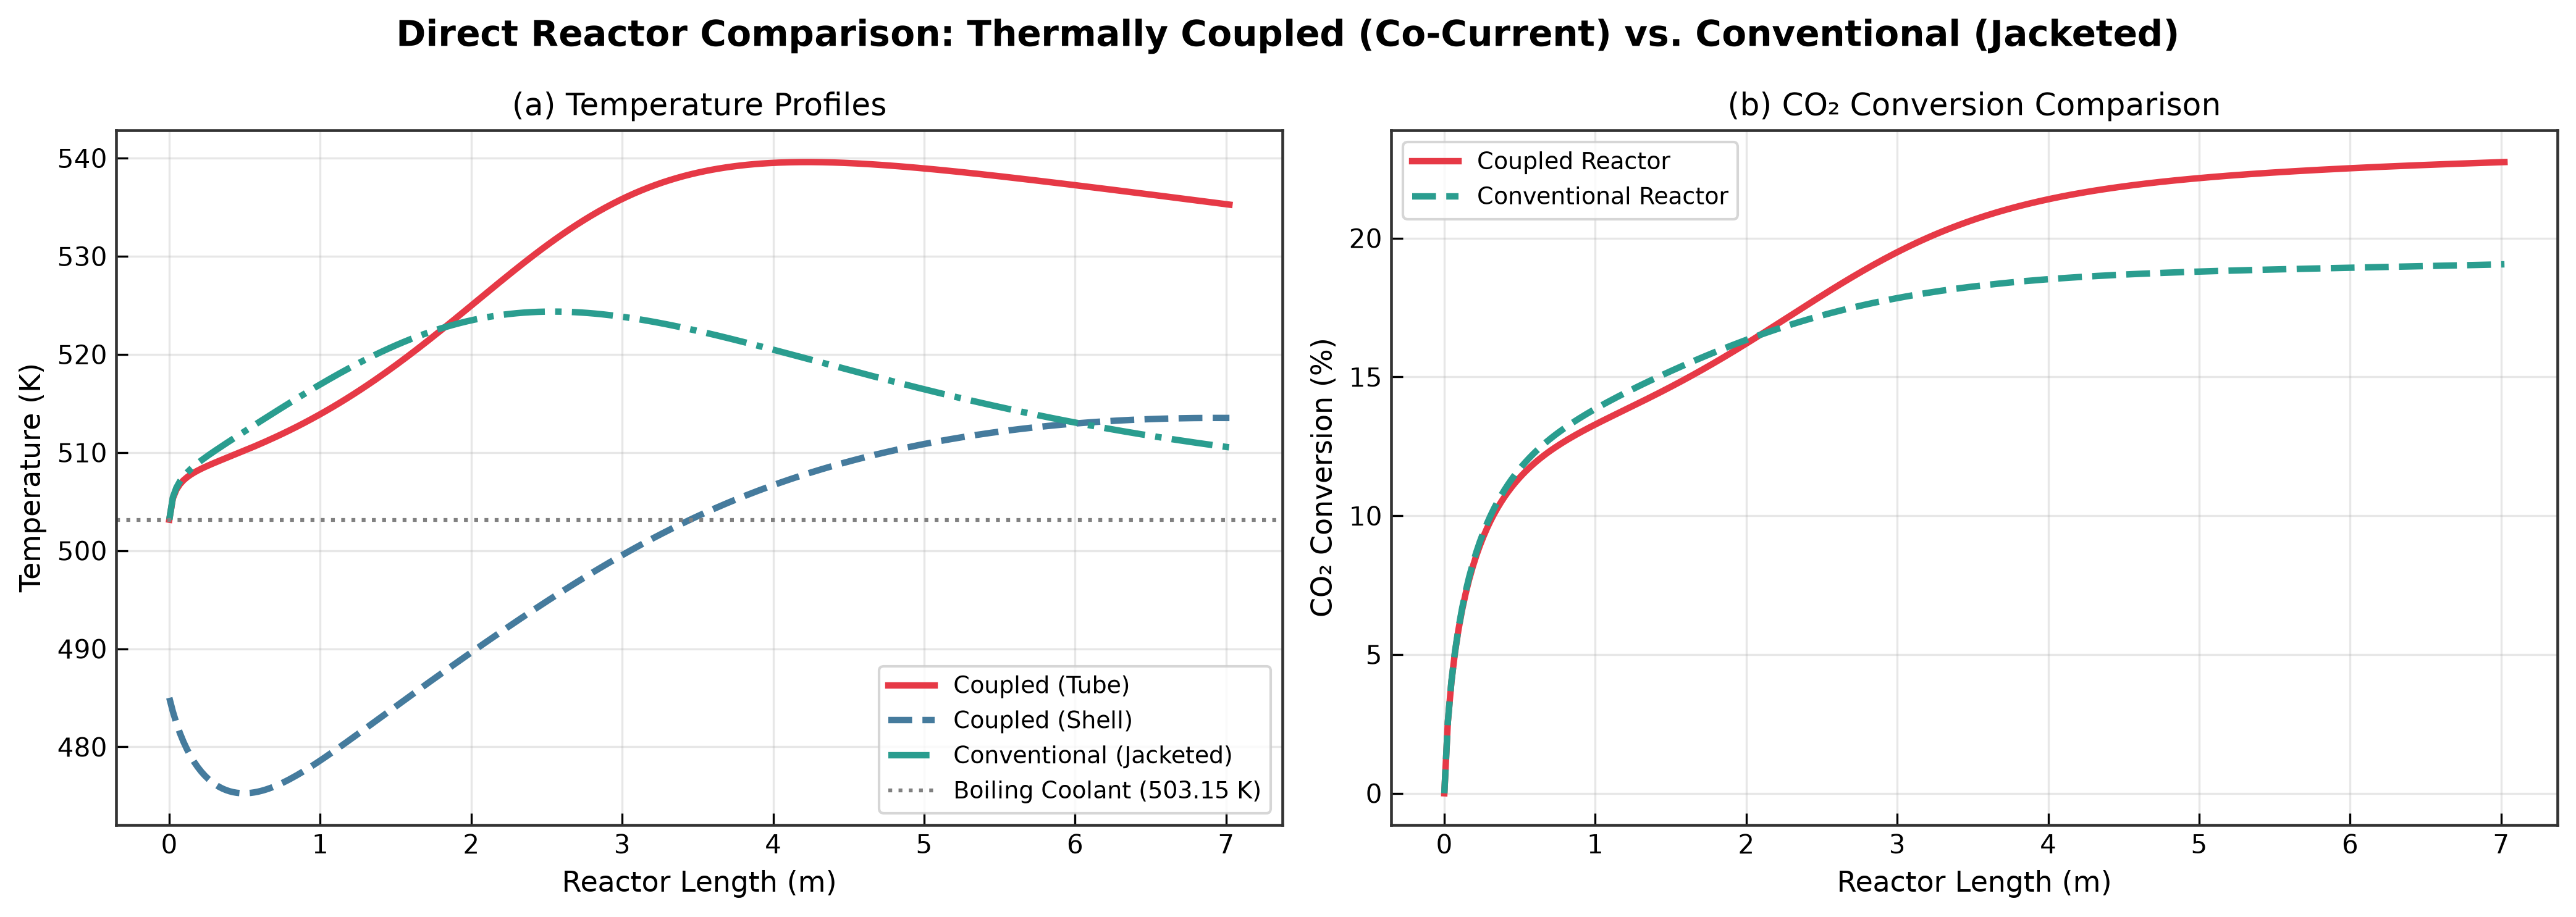 Direct Reactor Comparison: Thermally Coupled (Co-Current) vs. Conventional (Jacketed)
(a) Temperature Profiles
540
530
520
510
500
490
480
Temperature (K)
0 1 2 3 4 5 6 7
Reactor Length (m)
Coupled (Tube)
Coupled (Shell)
Conventional (Jacketed)
Boiling Coolant (503.15 K)
(b) CO₂ Conversion Comparison
Coupled Reactor
Conventional Reactor
20
15
10
5
0
CO₂ Conversion (%)
0 1 2 3 4 5 6 7
Reactor Length (m)